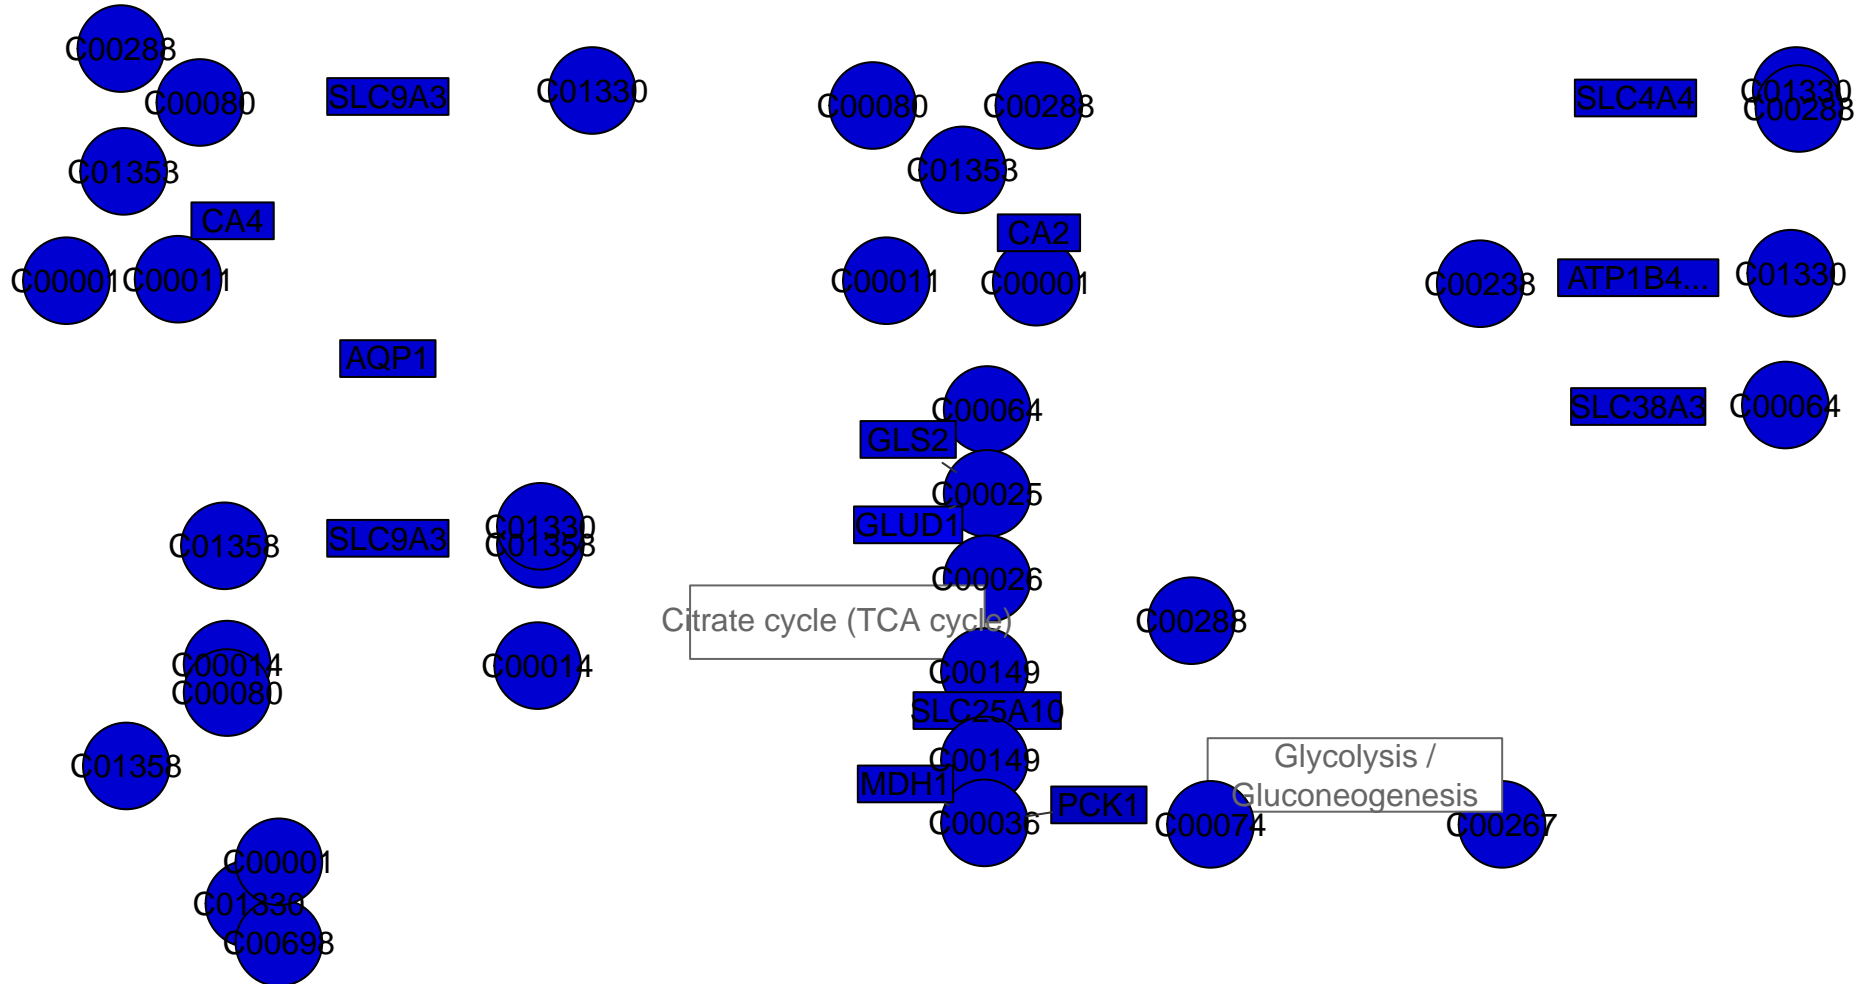 C00288
C00080
SLC9A3
C01330
C00080
C00288
SLC4A4
C01330
C00288
C01353
C01353
CA4
CA2
C00001
C00011
C00011
C00001
C00238
ATP1B4...
C01330
AQP1
C00064
SLC38A3
C00064
GLS2
C00025
GLUD1
C01358
SLC9A3
C01330
C01358
C00026
Citrate cycle (TCA cycle)
C00288
C00014
C00080
C00014
C00149
SLC25A10
C01358
C00149
MDH1
C00036
PCK1
Glycolysis /
Gluconeogenesis
C00074
C00267
C00001
C01330
C00698